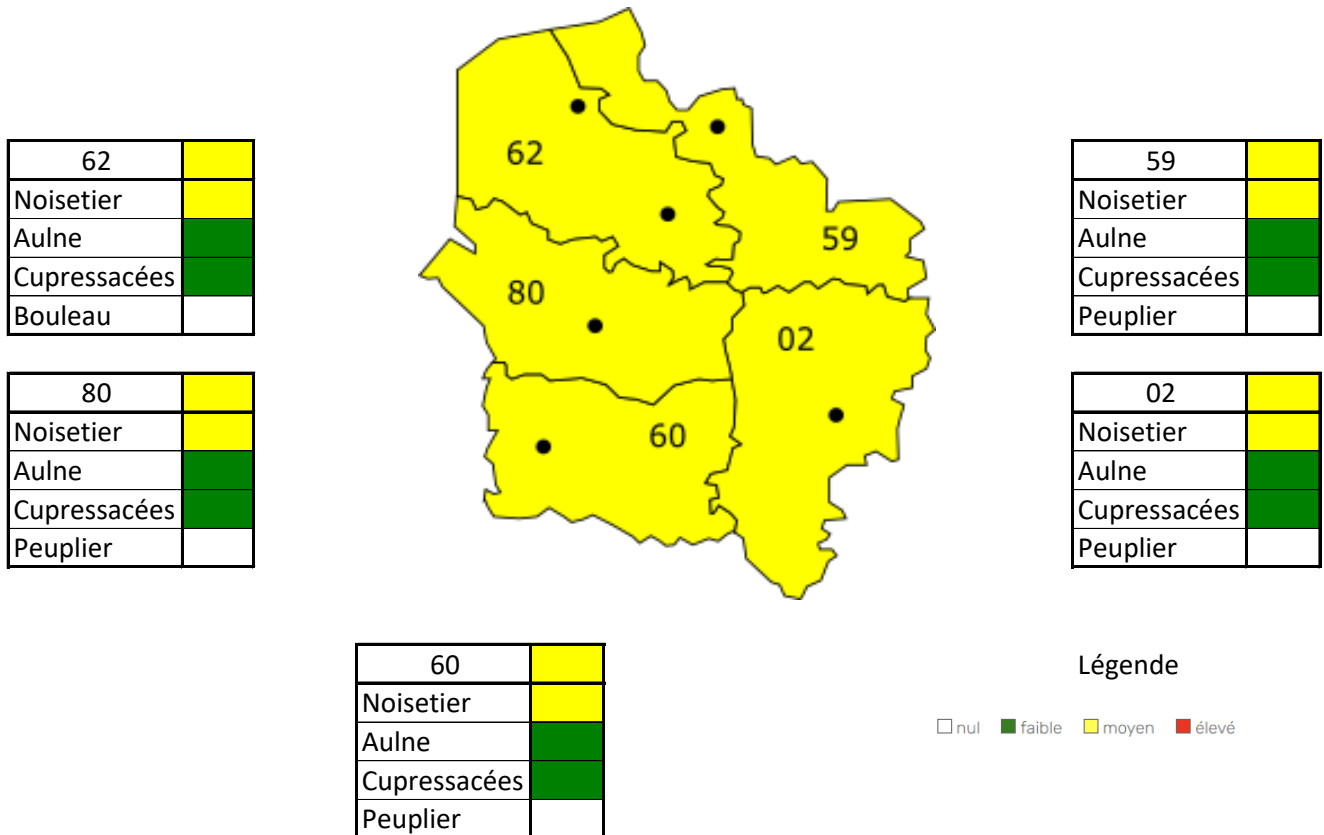 62
Noisetier
Aulne
Cupressacées
Bouleau
80
Noisetier
Aulne
Cupressacées
Peuplier
62
59
80
02
60
59
Noisetier
Aulne
Cupressacées
Peuplier
02
Noisetier
Aulne
Cupressacées
Peuplier
60
Noisetier
Aulne
Cupressacées
Peuplier
Légende
nul faible moyen élevé